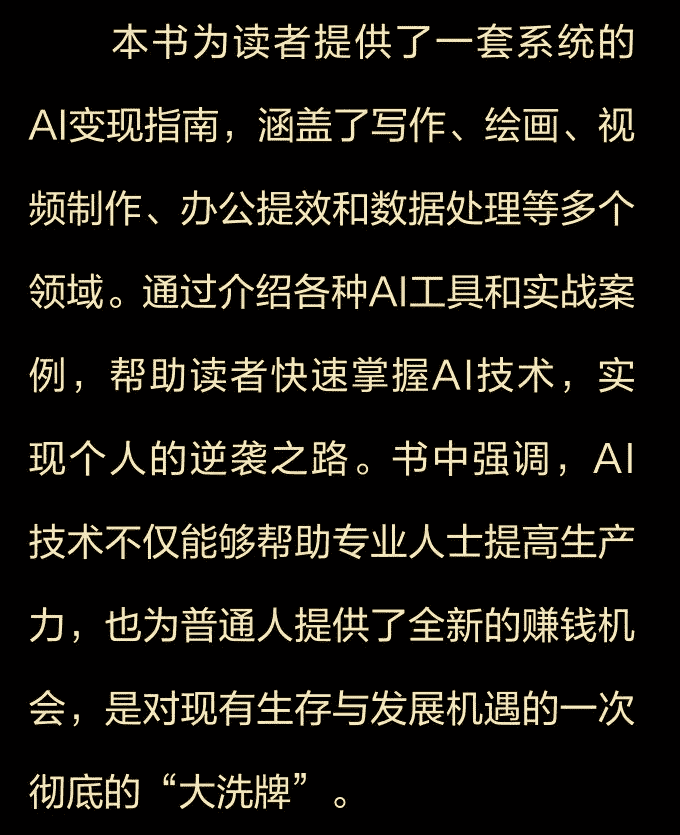 本书为读者提供了一套系统的
AI变现指南，涵盖了写作、绘画、视
频制作、办公提效和数据处理等多个
领域。通过介绍各种AI工具和实战案
例，帮助读者快速掌握AI技术，实
现个人的逆袭之路。书中强调，AI
技术不仅能够帮助专业人士提高生产
力，也为普通人提供了全新的赚钱机
会，是对现有生存与发展机遇的一次
彻底的“大洗牌”。